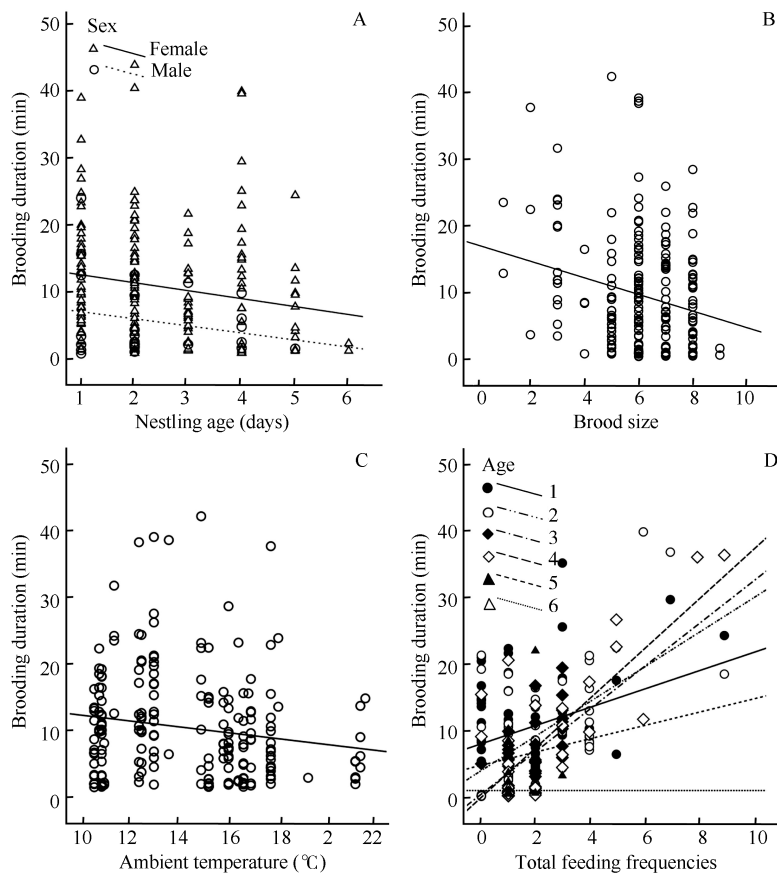 A
Sex
Female
Male
Brooding duration (min)
50
40
30
20
10
0
1 2 3 4 5 6
Nestling age (days)
B
Brooding duration (min)
50
40
30
20
10
0
0 2 4 6 8 10
Brood size
C
Brooding duration (min)
50
40
30
20
10
0
10 12 14 16 18 2 22
Ambient temperature (℃)
D
Age
1
2
3
4
5
6
Brooding duration (min)
50
40
30
20
10
0
0 2 4 6 8 10
Total feeding frequencies